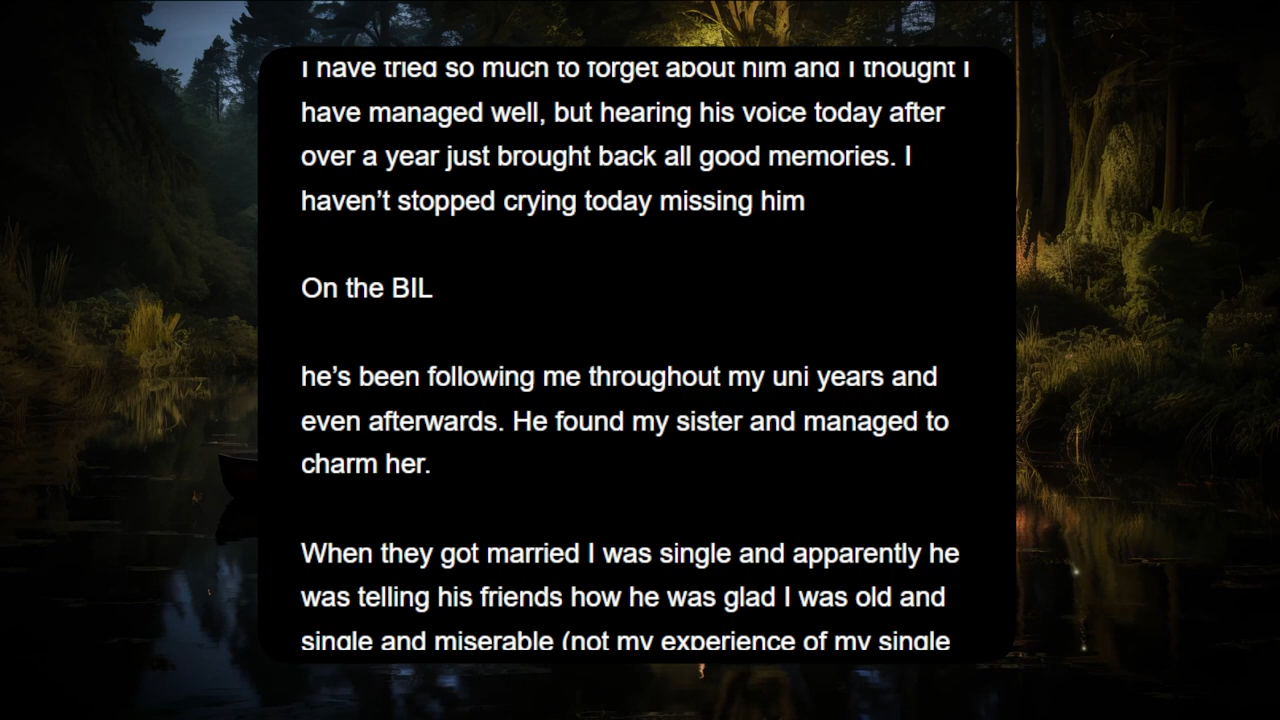 I have tried so much to forget about him and I thought I
have managed well, but hearing his voice today after
over a year just brought back all good memories. I
haven’t stopped crying today missing him
On the BIL
he’s been following me throughout my uni years and
even afterwards. He found my sister and managed to
charm her.
When they got married I was single and apparently he
was telling his friends how he was glad I was old and
single and miserable (not my experience of my single